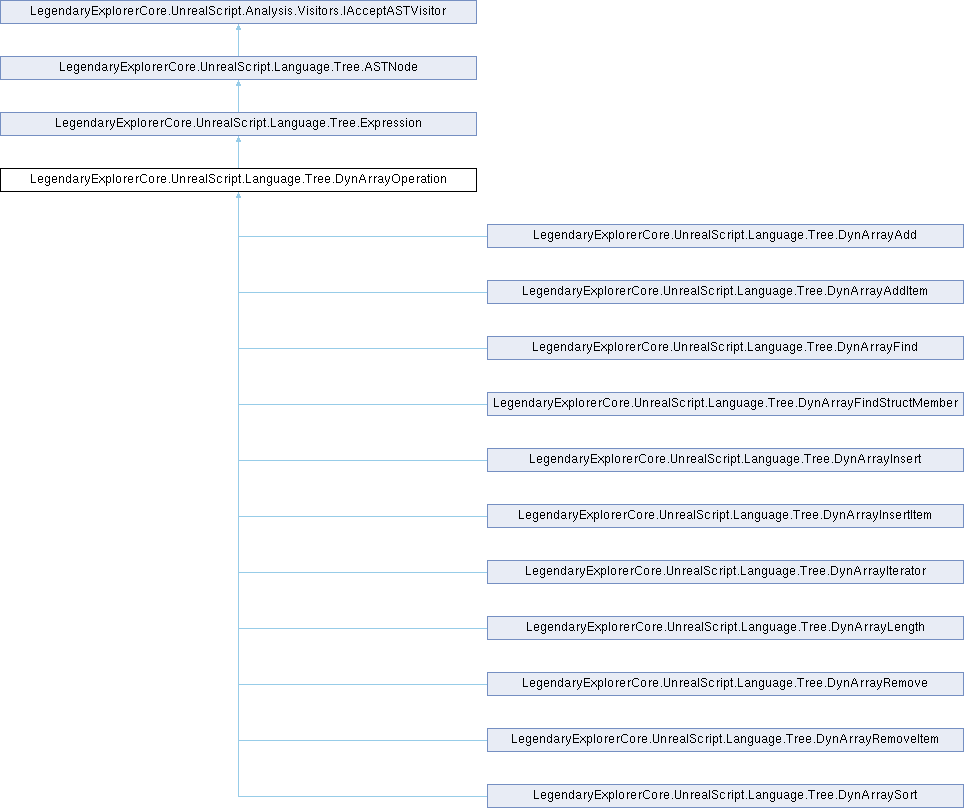 LegendaryExplorerCore.UnrealScript.Analysis.Visitors.IAcceptASTVisitor
LegendaryExplorerCore.UnrealScript.Language.Tree.ASTNode
LegendaryExplorerCore.UnrealScript.Language.Tree.Expression
LegendaryExplorerCore.UnrealScript.Language.Tree.DynArrayOperation
LegendaryExplorerCore.UnrealScript.Language.Tree.DynArrayAdd
LegendaryExplorerCore.UnrealScript.Language.Tree.DynArrayAddItem
LegendaryExplorerCore.UnrealScript.Language.Tree.DynArrayFind
LegendaryExplorerCore.UnrealScript.Language.Tree.DynArrayFindStructMember
LegendaryExplorerCore.UnrealScript.Language.Tree.DynArrayInsert
LegendaryExplorerCore.UnrealScript.Language.Tree.DynArrayInsertItem
LegendaryExplorerCore.UnrealScript.Language.Tree.DynArrayIterator
LegendaryExplorerCore.UnrealScript.Language.Tree.DynArrayLength
LegendaryExplorerCore.UnrealScript.Language.Tree.DynArrayRemove
LegendaryExplorerCore.UnrealScript.Language.Tree.DynArrayRemoveItem
LegendaryExplorerCore.UnrealScript.Language.Tree.DynArraySort